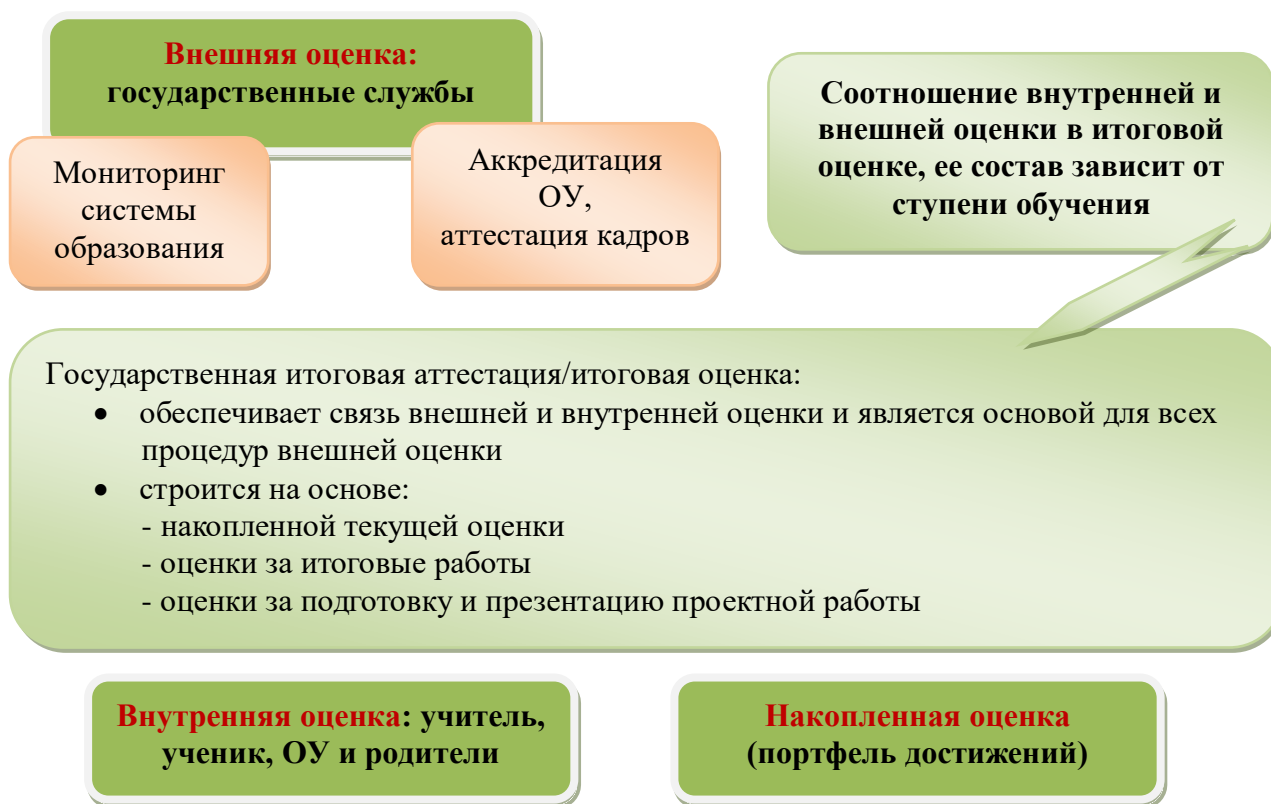 Внешняя оценка:
государственные службы
Мониторинг
системы
образования
Аккредитация
ОУ,
аттестация кадров
Соотношение внутренней и
внешней оценки в итоговой
оценке, ее состав зависит от
ступени обучения
Государственная итоговая аттестация/итоговая оценка:
• обеспечивает связь внешней и внутренней оценки и является основой для всех
процедур внешней оценки
• строится на основе:
- накопленной текущей оценки
- оценки за итоговые работы
- оценки за подготовку и презентацию проектной работы
Внутренняя оценка: учитель,
ученик, ОУ и родители
Накопленная оценка
(портфель достижений)